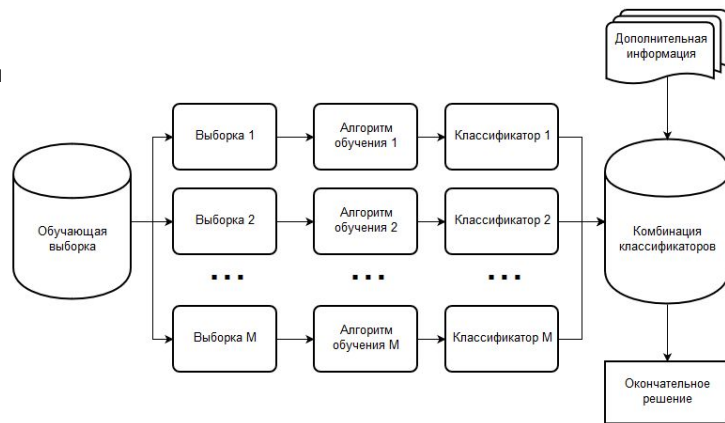 Дополнительная
информация
Выборка 1
Алгоритм
обучения 1
Классификатор 1
Обучающая
выборка
Выборка 2
Алгоритм
обучения 2
Классификатор 2
Комбинация
классификаторов
...
...
...
Выборка М
Алгоритм
обучения М
Классификатор М
Окончательное
решение